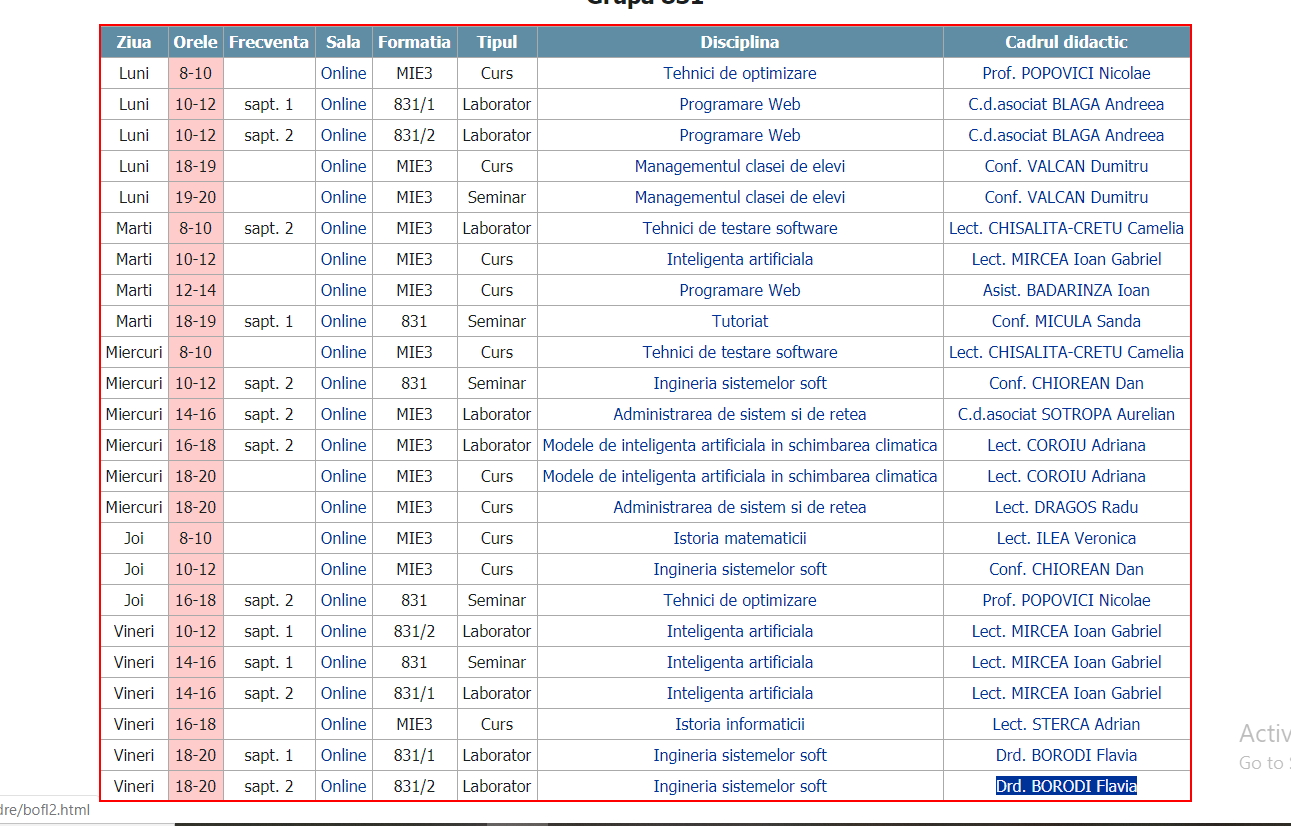 Grupa 831
Ziua Orele Frecventa Sala Formatia Tipul Disciplina Cadrul didactic
Luni 8-10 Online MIE3 Curs Tehnici de optimizare Prof. POPOVICI Nicolae
Luni 10-12 sapt. 1 Online 831/1 Laborator Programare Web C.d.asociat BLAGA Andreea
Luni 10-12 sapt. 2 Online 831/2 Laborator Programare Web C.d.asociat BLAGA Andreea
Luni 18-19 Online MIE3 Curs Managementul clasei de elevi Conf. VALCAN Dumitru
Luni 19-20 Online MIE3 Seminar Managementul clasei de elevi Conf. VALCAN Dumitru
Marti 8-10 sapt. 2 Online MIE3 Laborator Tehnici de testare software Lect. CHISALITA-CRETU Camelia
Marti 10-12 Online MIE3 Curs Inteligenta artificiala Lect. MIRCEA Ioan Gabriel
Marti 12-14 Online MIE3 Curs Programare Web Asist. BADARINZA Ioan
Marti 18-19 sapt. 1 Online 831 Seminar Tutoriat Conf. MICULA Sanda
Miercuri 8-10 Online MIE3 Curs Tehnici de testare software Lect. CHISALITA-CRETU Camelia
Miercuri 10-12 sapt. 2 Online 831 Seminar Ingineria sistemelor soft Conf. CHIOREAN Dan
Miercuri 14-16 sapt. 2 Online MIE3 Laborator Administrarea de sistem si de retea C.d.asociat SOTROPA Aurelian
Miercuri 16-18 sapt. 2 Online MIE3 Laborator Modele de inteligenta artificiala in schimbarea climatica Lect. COROIU Adriana
Miercuri 18-20 Online MIE3 Curs Modele de inteligenta artificiala in schimbarea climatica Lect. COROIU Adriana
Miercuri 18-20 Online MIE3 Curs Administrarea de sistem si de retea Lect. DRAGOS Radu
Joi 8-10 Online MIE3 Curs Istoria matematicii Lect. ILEA Veronica
Joi 10-12 Online MIE3 Curs Ingineria sistemelor soft Conf. CHIOREAN Dan
Joi 16-18 sapt. 2 Online 831 Seminar Tehnici de optimizare Prof. POPOVICI Nicolae
Vineri 10-12 sapt. 1 Online 831/2 Laborator Inteligenta artificiala Lect. MIRCEA Ioan Gabriel
Vineri 14-16 sapt. 1 Online 831 Seminar Inteligenta artificiala Lect. MIRCEA Ioan Gabriel
Vineri 14-16 sapt. 2 Online 831/1 Laborator Inteligenta artificiala Lect. MIRCEA Ioan Gabriel
Vineri 16-18 Online MIE3 Curs Istoria informaticii Lect. STERCA Adrian
Vineri 18-20 sapt. 1 Online 831/1 Laborator Ingineria sistemelor soft Drd. BORODI Flavia
Vineri 18-20 sapt. 2 Online 831/2 Laborator Ingineria sistemelor soft Drd. BORODI Flavia
Activ
Go to
dre/bofl2.html